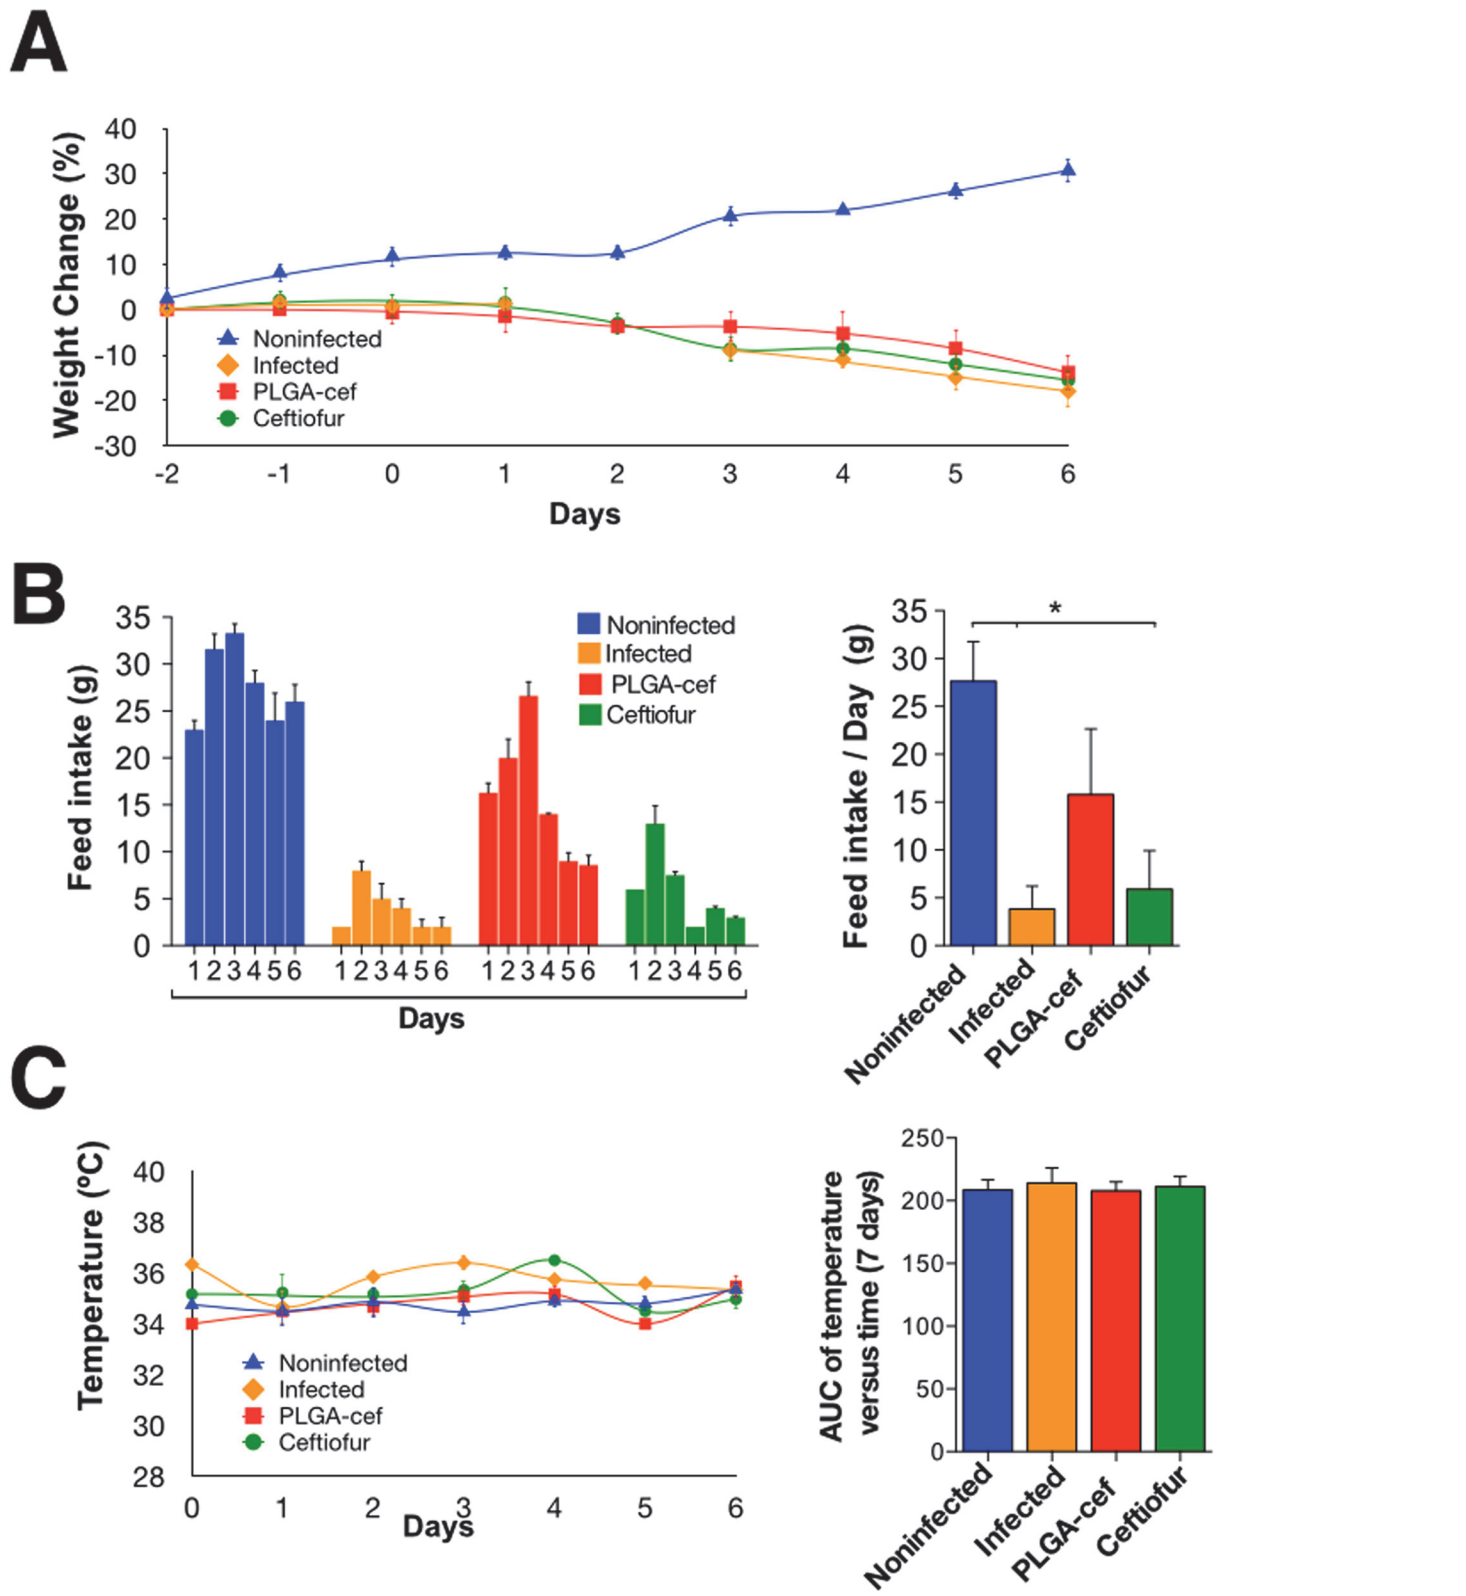 A
Weight Change (%)
40
30
20
10
0
-10
-20
-30
Noninfected
Infected
PLGA-cef
Ceftiofur
-2 -1 0 1 2 3 4 5 6
Days
B
Feed intake (g)
35
30
25
20
15
10
5
0
Noninfected
Infected
PLGA-cef
Ceftiofur
1 2 3 4 5 6 1 2 3 4 5 6 1 2 3 4 5 6 1 2 3 4 5 6
Days
Feed intake / Day (g)
35
30
25
20
15
10
5
0
*
Noninfected
Infected
PLGA-cef
Ceftiofur
C
Temperature (ºC)
40
38
36
34
32
30
28
Noninfected
Infected
PLGA-cef
Ceftiofur
0 1 2 3 4 5 6
Days
AUC of temperature
versus time (7 days)
250
200
150
100
50
0
Noninfected
Infected
PLGA-cef
Ceftiofur